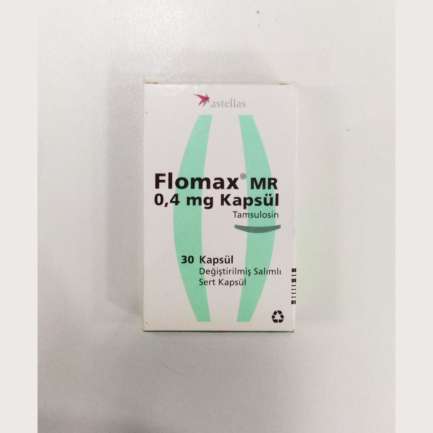 astellas
Flomax® MR
0,4 mg Kapsül
Tamsulosin
30 Kapsül
Değiştirilmiş Salımlı
Sert Kapsül